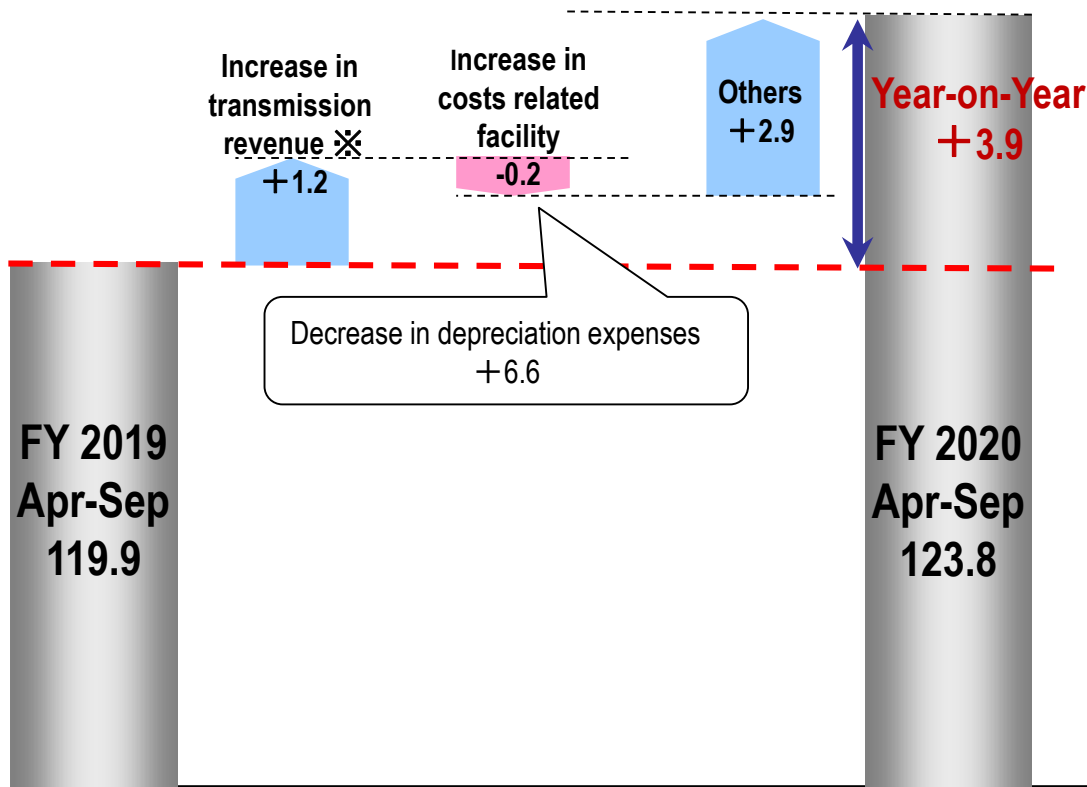 Increase in
transmission
revenue ※
＋1.2
Increase in
costs related
facility
-0.2
Others
＋2.9
Year-on-Year
＋3.9
Decrease in depreciation expenses
＋6.6
FY 2019
Apr-Sep
119.9
FY 2020
Apr-Sep
123.8